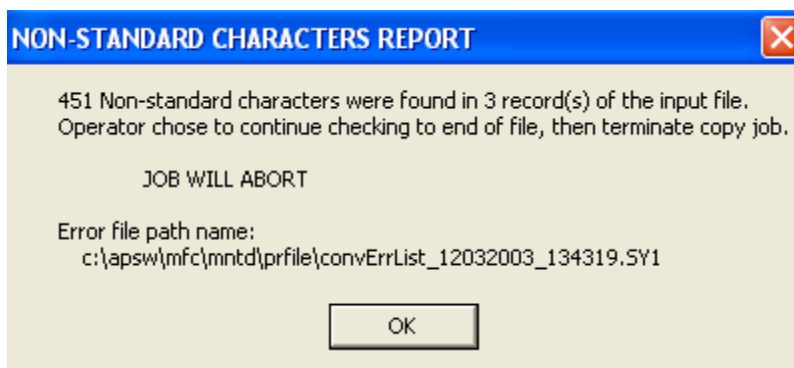 NON-STANDARD CHARACTERS REPORT
451 Non-standard characters were found in 3 record(s) of the input file.
Operator chose to continue checking to end of file, then terminate copy job.
JOB WILL ABORT
Error file path name:
c:\apsw\mfc\mntd\prfile\convErrList_12032003_134319.SY1
OK